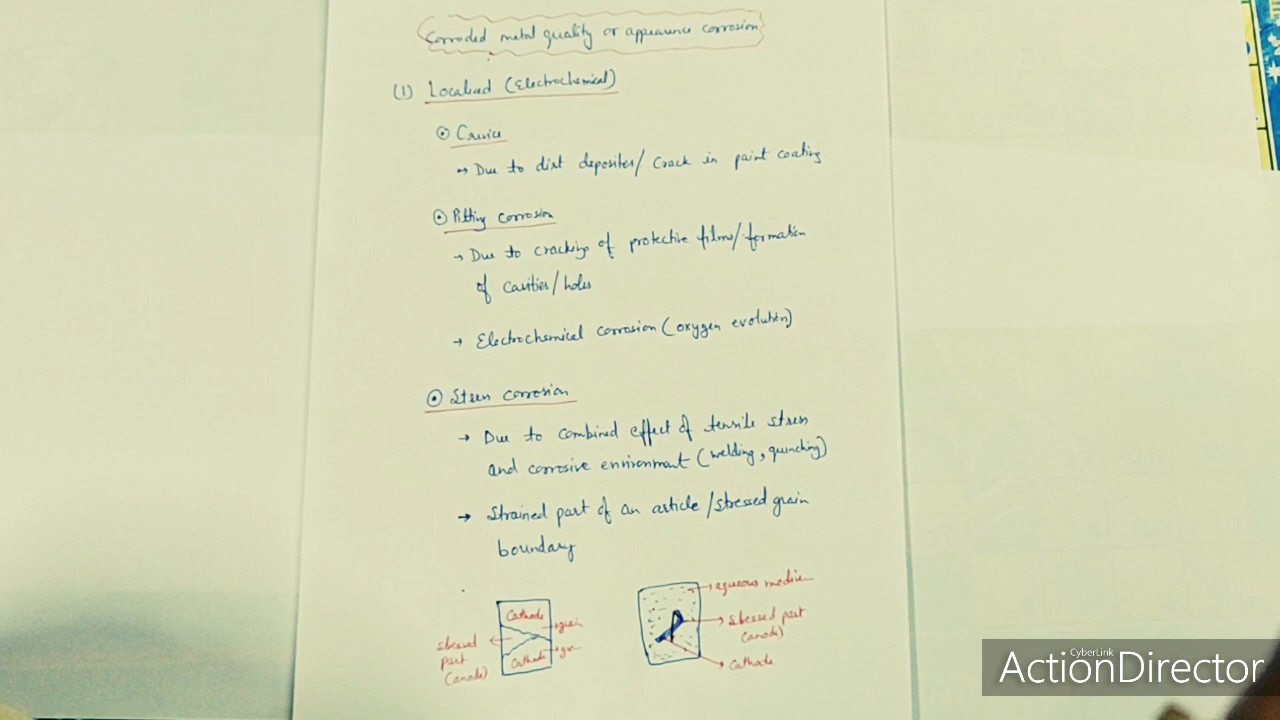 Corroded metal quality or appearence corrosion
(1) Localised (Electrochemical)
⊙ Crevice
→ Due to dirt deposites/ crack in paint coating
⊙ Pitting corrosion
→ Due to cracking of protective films/formation
of cavities/holes
→ Electrochemical corrosion (oxygen evolution)
⊙ Stress corrosion
→ Due to combined effect of tensile stress
and corrosive environment (welding, quenching)
→ Strained part of an article/stressed grain
boundary
Cathode
→grain
stressed
part
(anode)
Cathode
→aqueous medium
→ stressed part
(anode)
→ cathode
CyberLink
ActionDirector